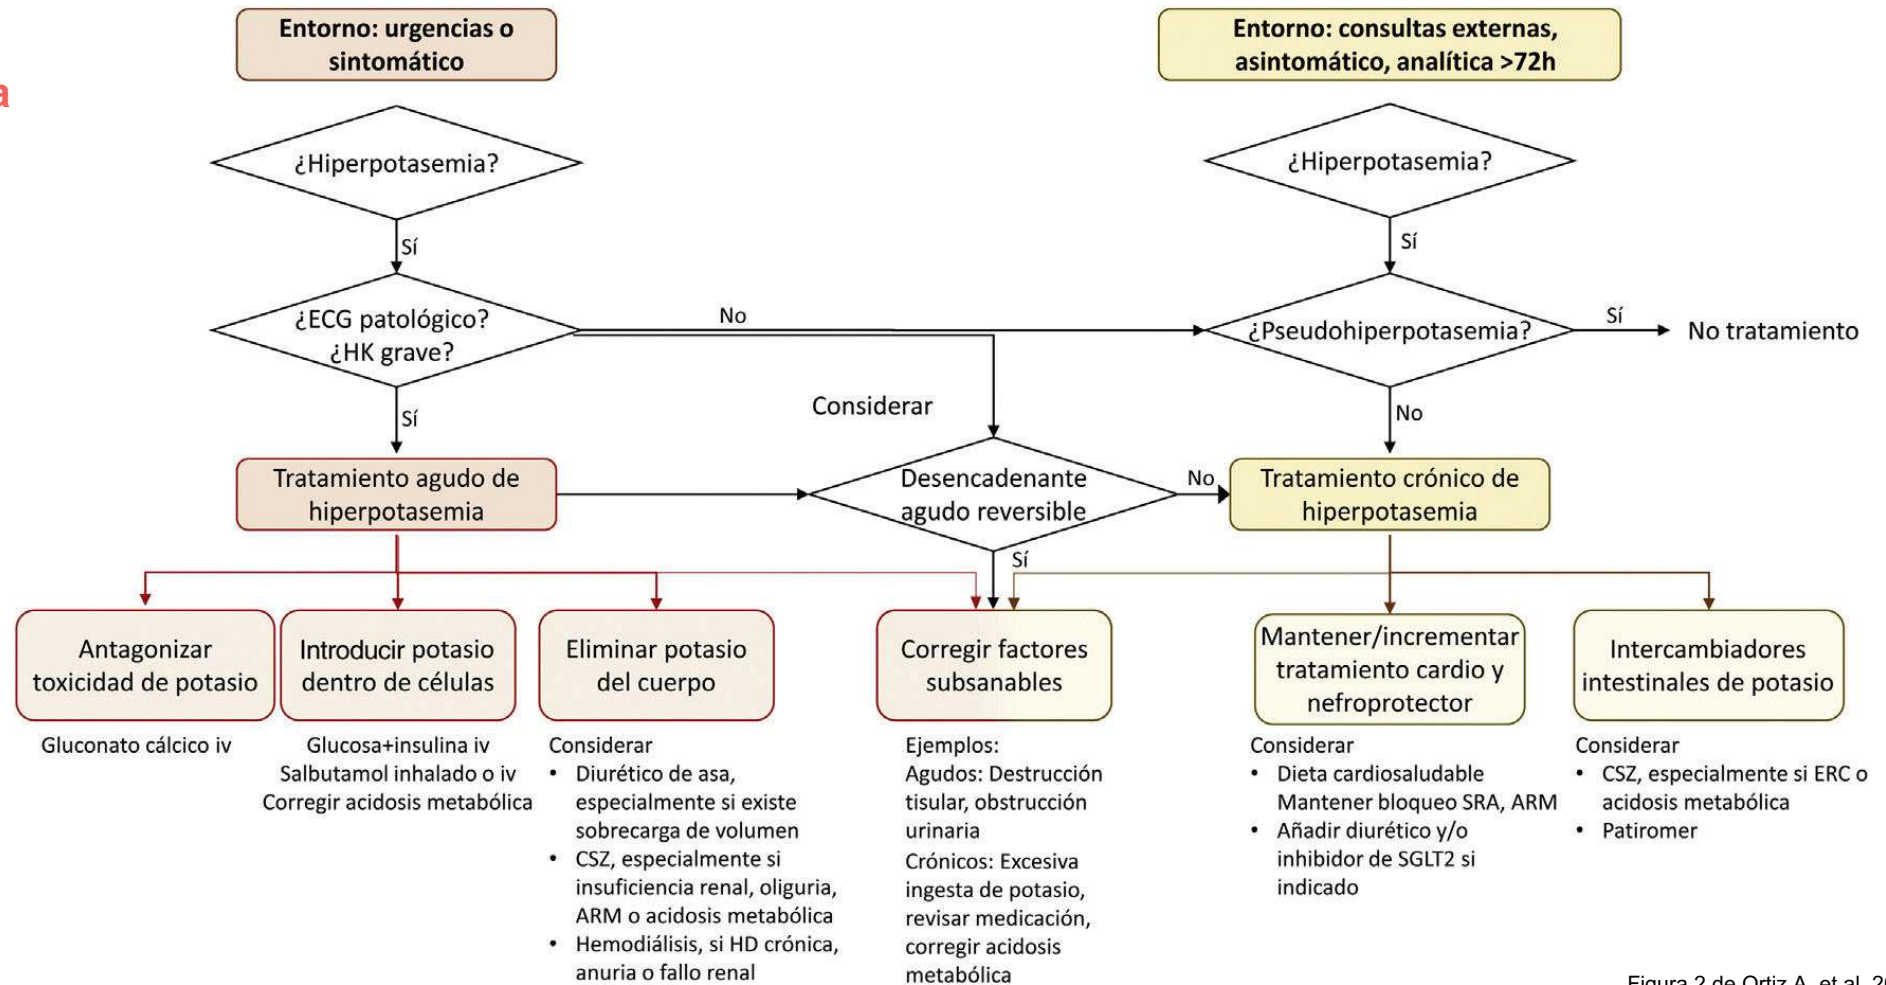 Entorno: urgencias o
sintomático
Entorno: consultas externas,
asintomático, analítica >72h
a
¿Hiperpotasemia?
¿Hiperpotasemia?
Sí
Sí
¿ECG patológico?
¿HK grave?
No
¿Pseudohiperpotasemia?
Sí
No tratamiento
Considerar
Sí
No
Tratamiento agudo de
hiperpotasemia
Desencadenante
agudo reversible
No
Tratamiento crónico de
hiperpotasemia
Sí
Antagonizar
toxicidad de potasio
Introducir potasio
dentro de células
Eliminar potasio
del cuerpo
Corregir factores
subsanables
Mantener/incrementar
tratamiento cardio y
nefroprotector
Intercambiadores
intestinales de potasio
Gluconato cálcico iv
Glucosa+insulina iv
Salbutamol inhalado o iv
Corregir acidosis metabólica
Considerar
• Diurético de asa,
especialmente si existe
sobrecarga de volumen
• CSZ, especialmente si
insuficiencia renal, oliguria,
ARM o acidosis metabólica
• Hemodiálisis, si HD crónica,
anuria o fallo renal
Ejemplos:
Agudos: Destrucción
tisular, obstrucción
urinaria
Crónicos: Excesiva
ingesta de potasio,
revisar medicación,
corregir acidosis
metabólica
Considerar
• Dieta cardiosaludable
Mantener bloqueo SRA, ARM
• Añadir diurético y/o
inhibidor de SGLT2 si
indicado
Considerar
• CSZ, especialmente si ERC o
acidosis metabólica
• Patiromer
Figura 2 de Ortiz A, et al.